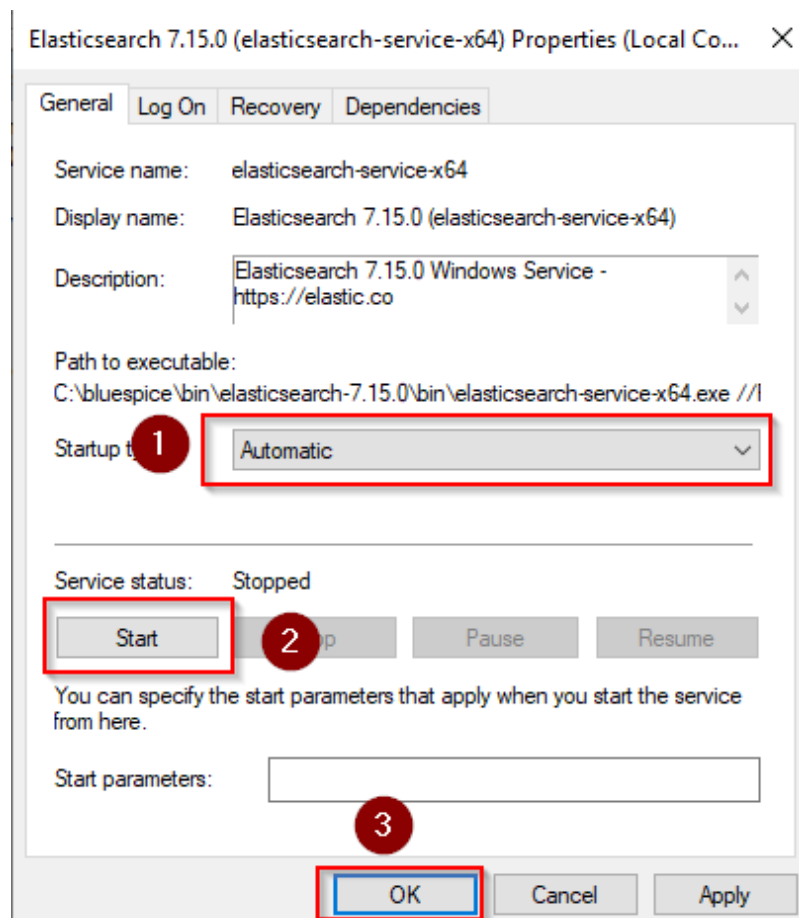 Elasticsearch 7.15.0 (elasticsearch-service-x64) Properties (Local Co...
General Log On Recovery Dependencies
Service name: elasticsearch-service-x64
Display name: Elasticsearch 7.15.0 (elasticsearch-service-x64)
Description: Elasticsearch 7.15.0 Windows Service -
https://elastic.co
Path to executable:
C:\bluespice\bin\elasticsearch-7.15.0\bin\elasticsearch-service-x64.exe
1
Startup Automatic
Service status: Stopped
Start 2 Pause Resume
You can specify the start parameters that apply when you start the service
from here.
Start parameters:
3
OK Cancel Apply